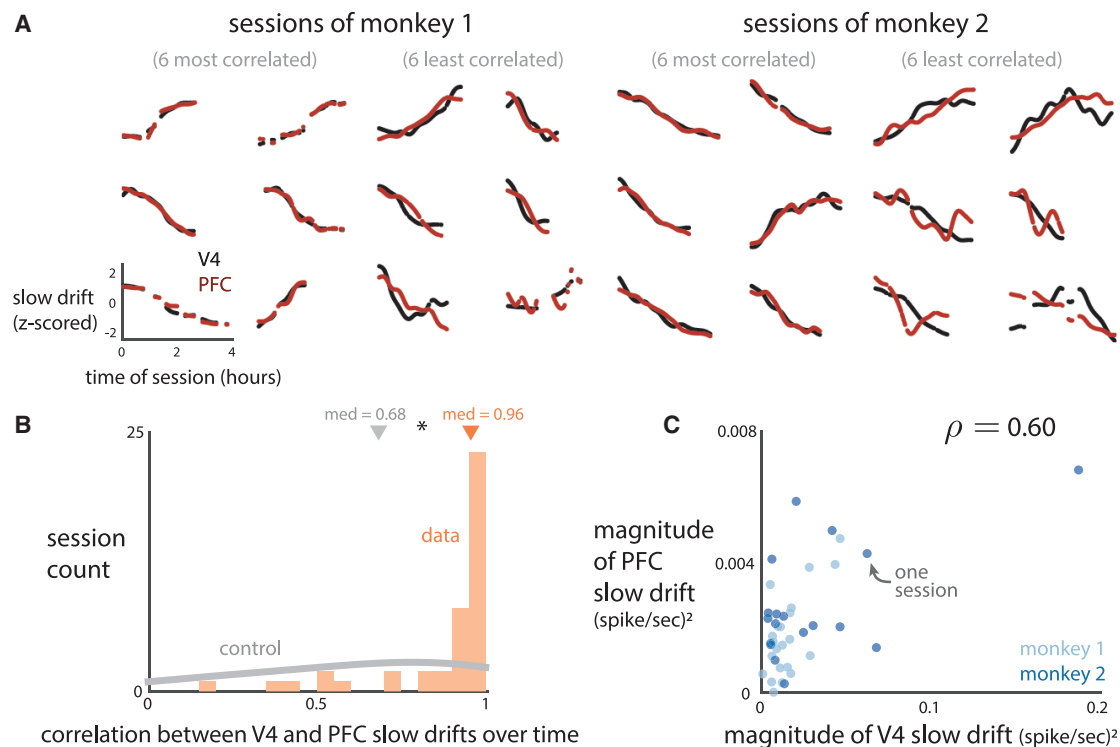 A
sessions of monkey 1
sessions of monkey 2
(6 most correlated)
(6 least correlated)
(6 most correlated)
(6 least correlated)
V4
PFC
slow drift
(z-scored)
2
0
-2
0
2
4
time of session (hours)
B
med = 0.68
*
med = 0.96
25
session
count
data
control
0
0
1
correlation between V4 and PFC slow drifts over time
C
ρ = 0.60
0.008
magnitude
of PFC
slow drift
(spike/sec)²
0.004
one
session
monkey 1
monkey 2
0
0
0.2
magnitude of V4 slow drift (spike/sec)²